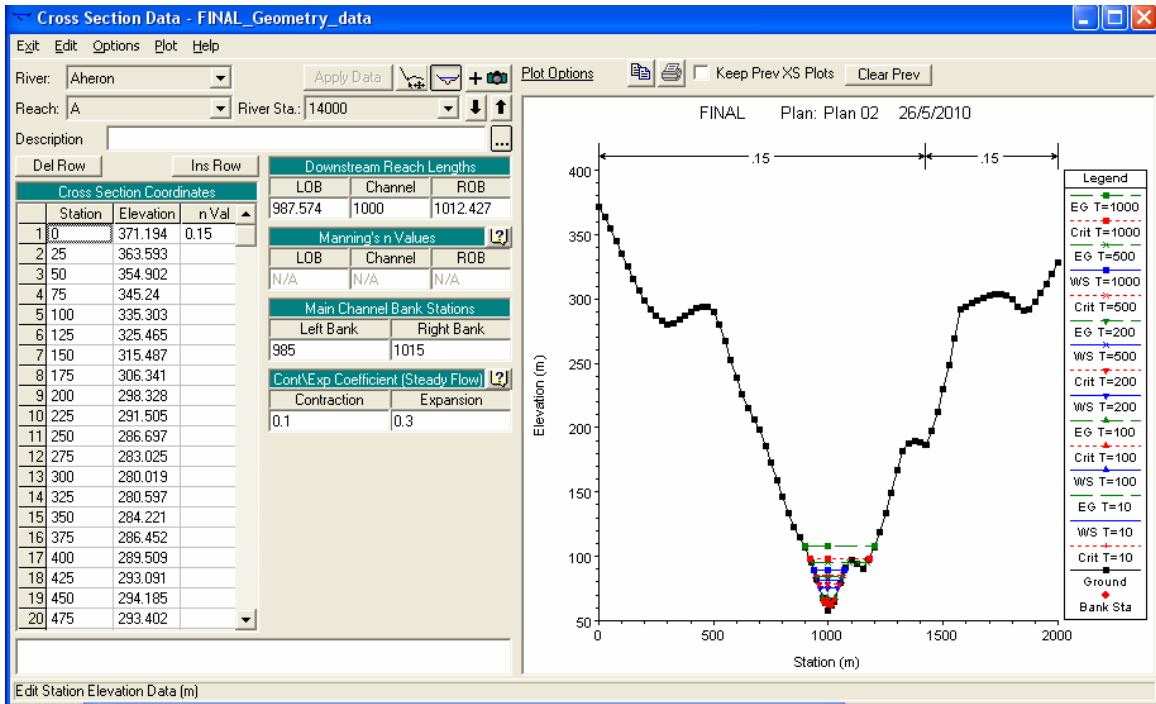 Cross Section Data - FINAL_Geometry_data
Exit Edit Options Plot Help
River: Aheron Apply Data
Reach: A River Sta.: 14000
Description ...
Del Row Ins Row
Cross Section Coordinates
Station Elevation n Val
1 0 371.194 0.15
2 25 363.593
3 50 354.902
4 75 345.24
5 100 335.303
6 125 325.465
7 150 315.487
8 175 306.341
9 200 298.328
10 225 291.505
11 250 286.697
12 275 283.025
13 300 280.019
14 325 280.597
15 350 284.221
16 375 286.452
17 400 289.509
18 425 293.091
19 450 294.185
20 475 293.402
Downstream Reach Lengths
LOB Channel ROB
987.574 1000 1012.427
Manning's n Values
LOB Channel ROB
N/A N/A N/A
Main Channel Bank Stations
Left Bank Right Bank
985 1015
Cont\Exp Coefficient (Steady Flow)
Contraction Expansion
0.1 0.3
Edit Station Elevation Data (m)
Plot Options Keep Prev XS Plots Clear Prev
FINAL Plan: Plan 02 26/5/2010
.15 .15
400
350
300
250
200
150
100
50
Elevation (m)
0 500 1000 1500 2000
Station (m)
Legend
EG T=1000
Crit T=1000
EG T=500
WS T=1000
Crit T=500
EG T=200
WS T=500
Crit T=200
WS T=200
EG T=100
Crit T=100
WS T=100
EG T=10
WS T=10
Crit T=10
Ground
Bank Sta